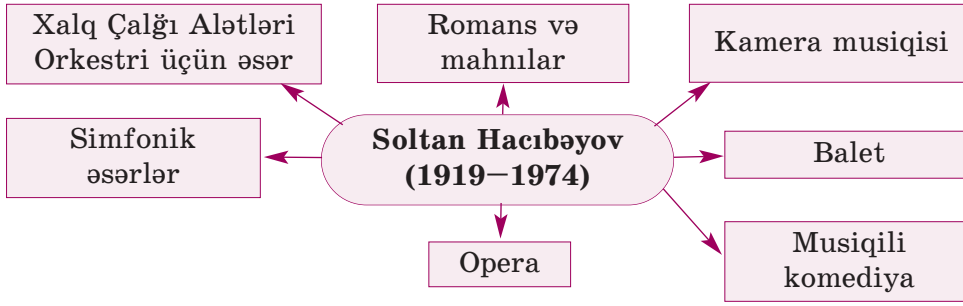 Xalq Çalğı Alətləri
Orkestri üçün əsər
Romans və
mahnılar
Kamera musiqisi
Simfonik
əsərlər
Soltan Hacıbəyov
(1919–1974)
Balet
Opera
Musiqili
komediya